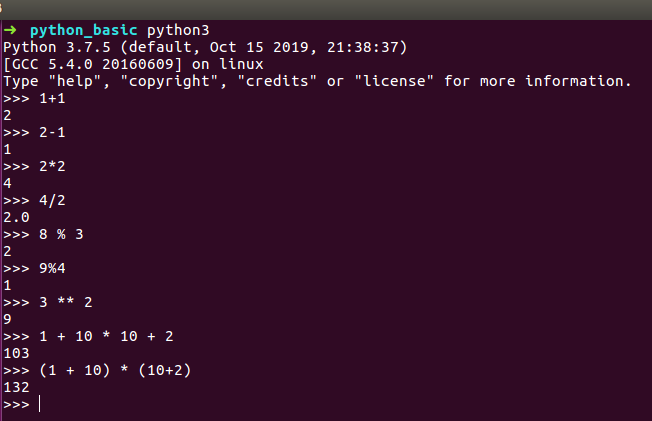 ➜ python_basic python3
Python 3.7.5 (default, Oct 15 2019, 21:38:37)
[GCC 5.4.0 20160609] on linux
Type "help", "copyright", "credits" or "license" for more information.
>>> 1+1
2
>>> 2-1
1
>>> 2*2
4
>>> 4/2
2.0
>>> 8 % 3
2
>>> 9%4
1
>>> 3 ** 2
9
>>> 1 + 10 * 10 + 2
103
>>> (1 + 10) * (10+2)
132
>>>